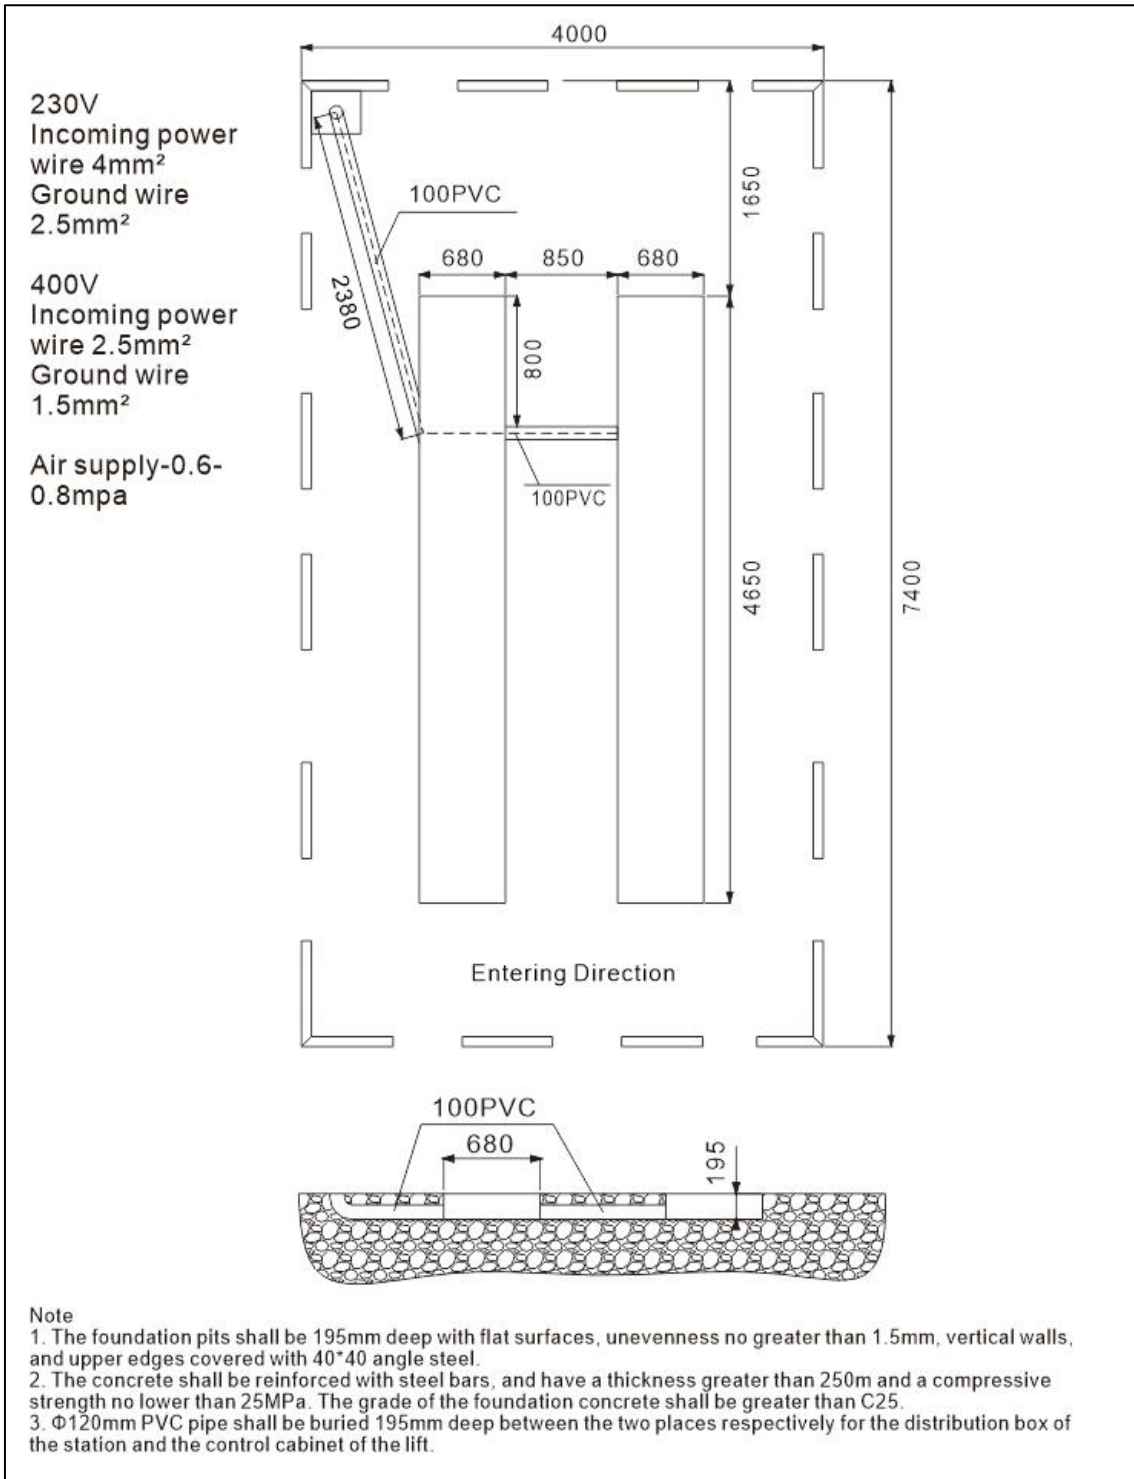 4000
230V
Incoming power
wire 4mm²
Ground wire
2.5mm²
100PVC
1650
680
850
680
400V
Incoming power
wire 2.5mm²
Ground wire
1.5mm²
2380
800
Air supply-0.6-
0.8mpa
100PVC
4650
7400
Entering Direction
100PVC
680
195
Note
1. The foundation pits shall be 195mm deep with flat surfaces, unevenness no greater than 1.5mm, vertical walls,
and upper edges covered with 40*40 angle steel.
2. The concrete shall be reinforced with steel bars, and have a thickness greater than 250m and a compressive
strength no lower than 25MPa. The grade of the foundation concrete shall be greater than C25.
3. Φ120mm PVC pipe shall be buried 195mm deep between the two places respectively for the distribution box of
the station and the control cabinet of the lift.